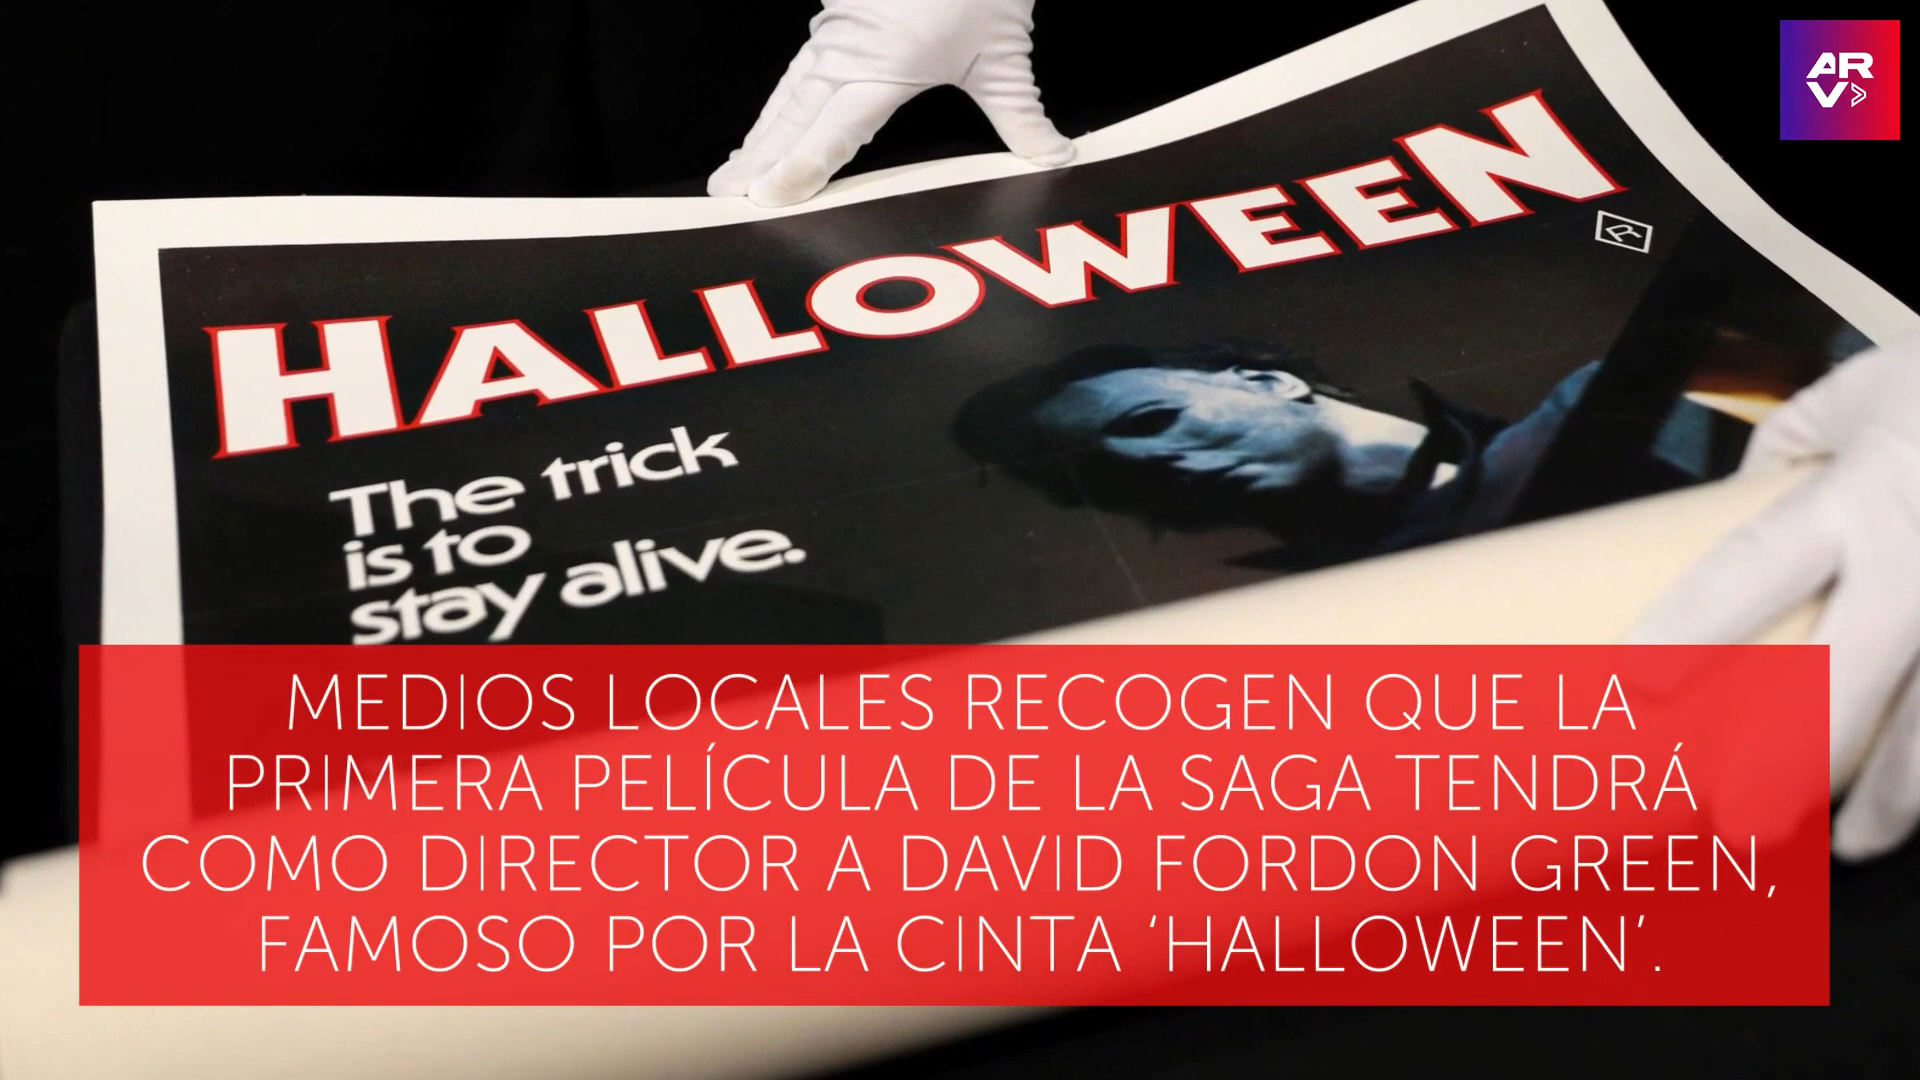 ARV
HALLOWEEN
R
The trick
is to
stay alive.
MEDIOS LOCALES RECOGEN QUE LA
PRIMERA PELÍCULA DE LA SAGA TENDRÁ
COMO DIRECTOR A DAVID FORDON GREEN,
FAMOSO POR LA CINTA ‘HALLOWEEN’.